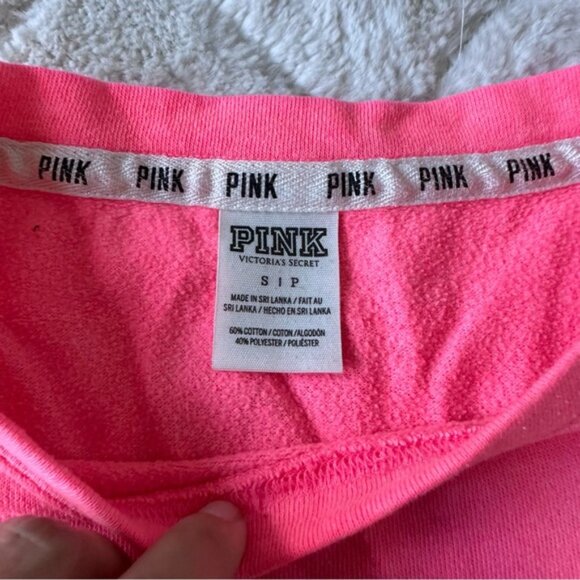 PINK PINK PINK PINK PINK PINK
PINK
VICTORIA'S SECRET
S | P
MADE IN SRI LANKA / FAIT AU
SRI LANKA / HECHO EN SRI LANKA
60% COTTON / COTON / ALGODÓN
40% POLYESTER / POLIÉSTER